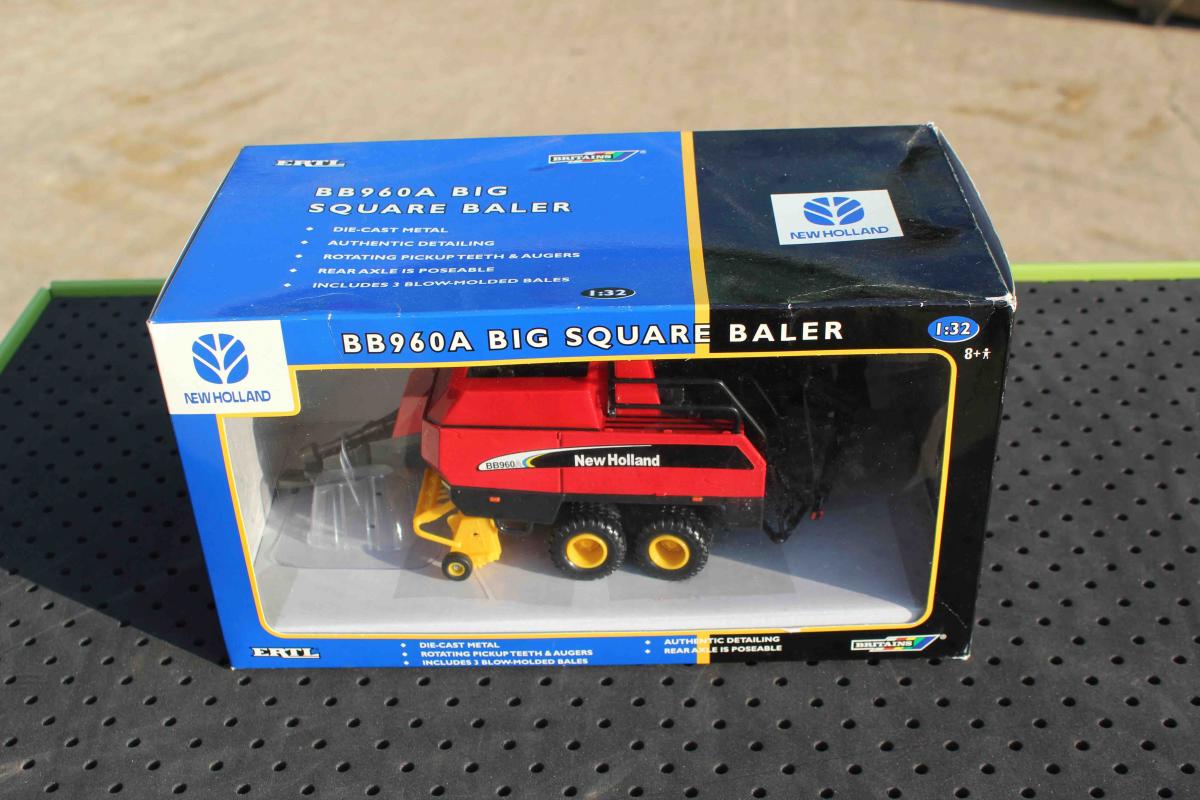 ERTL
BRITAINS
BB960A BIG
SQUARE BALER
DIE-CAST METAL
AUTHENTIC DETAILING
ROTATING PICKUP TEETH & AUGERS
REAR AXLE IS POSEABLE
INCLUDES 3 BLOW-MOLDED BALES
1:32
NEW HOLLAND
BB960A BIG SQUARE BALER
1:32
8+
NEW HOLLAND
BB960A
New Holland
ERTL
DIE-CAST METAL
ROTATING PICKUP TEETH & AUGERS
INCLUDES 3 BLOW-MOLDED BALES
AUTHENTIC DETAILING
REAR AXLE IS POSEABLE
BRITAINS